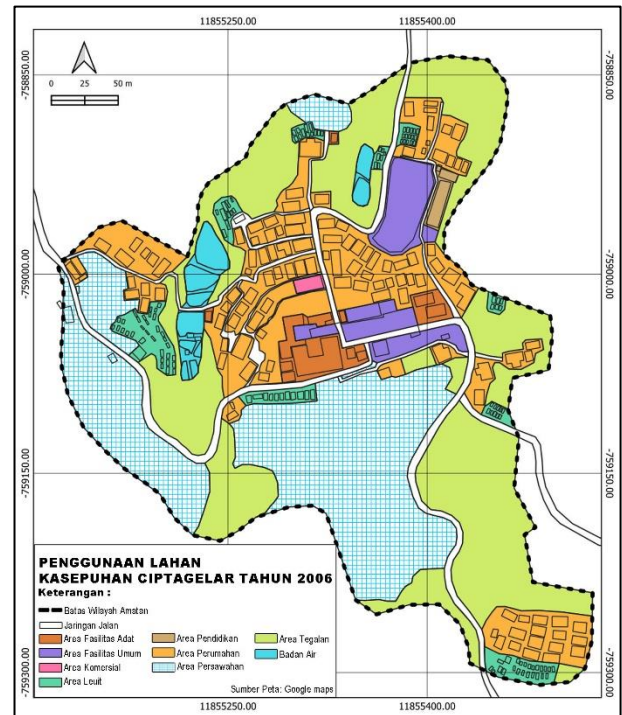 11855250.00 11855400.00
-758850.00 -758850.00
0 25 50 m
-759000.00 -759000.00
-759150.00 -759150.00
PENGGUNAAN LAHAN
KASEPUHAN CIPTAGELAR TAHUN 2006
Keterangan :
Batas Wilayah Amatan
Jaringan Jalan
Area Fasilitas Adat Area Pendidikan Area Tegalan
Area Fasilitas Umum Area Perumahan Badan Air
Area Komersial Area Persawahan
Area Leuit
Sumber Peta: Google maps
-759300.00 -759300.00
11855250.00 11855400.00